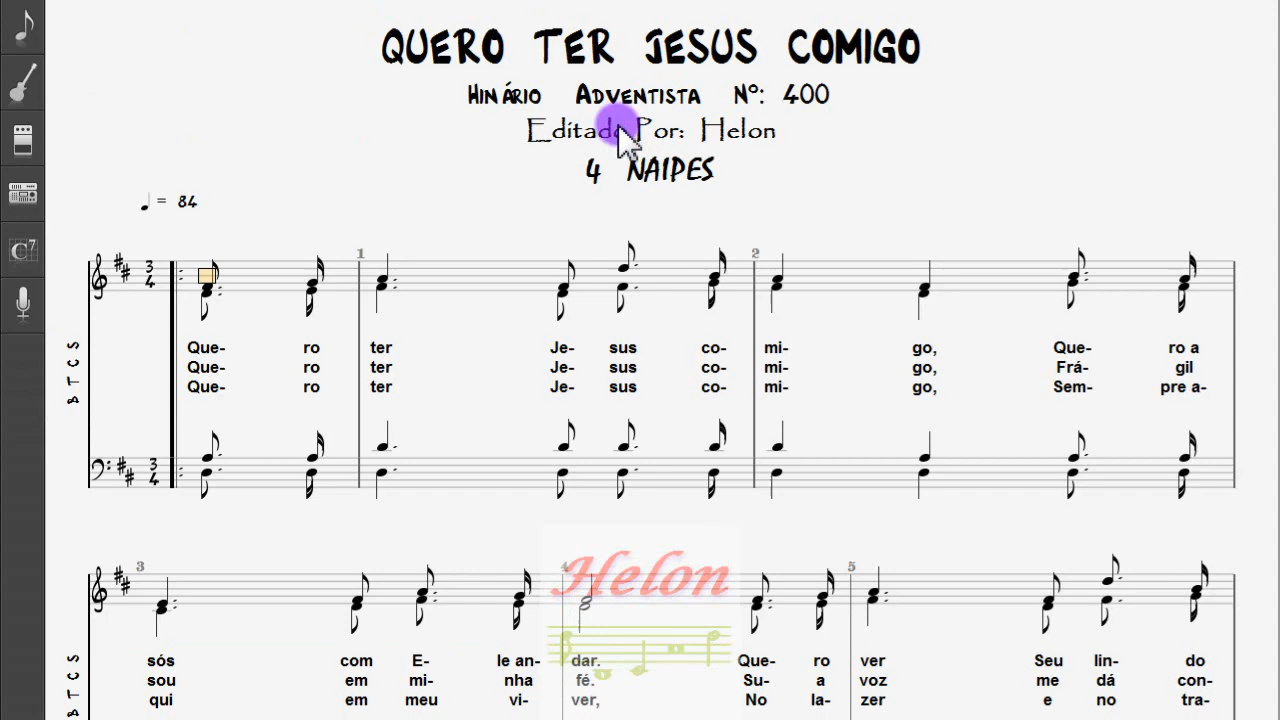 QUERO TER JESUS COMIGO
HINÁRIO ADVENTISTA Nº: 400
Editado Por: Helon
4 NAIPES
= 84
C7
1 2
3
4
Que- ro ter Je- sus co- mi- go, Que- ro a
Que- ro ter Je- sus co- mi- go, Frá- gil
Que- ro ter Je- sus co- mi- go, Sem- pre a-
B T C S
3
4
Helon
3 4 5
sós com E- le an- dar. Que- ro ver Seu lin- do
sou em mi- nha fé. Su- a voz me dá con-
qui em meu vi- ver, No la- zer e no tra-
B T C S